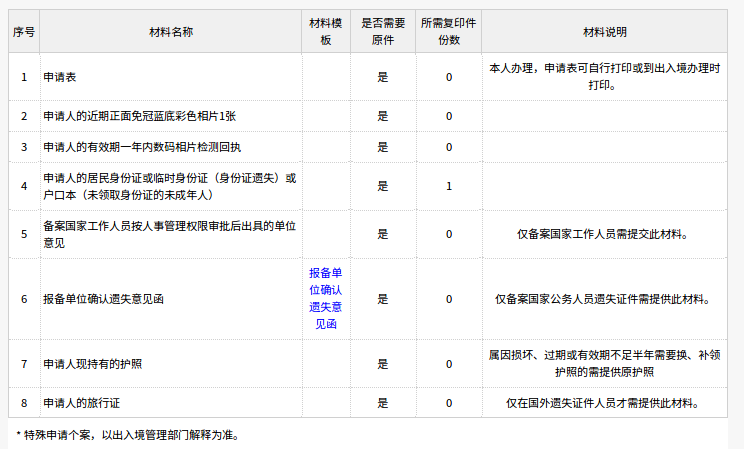 序号 材料名称 材料模板 是否需要原件 所需复印件份数 材料说明
1 申请表 是 0 本人办理，申请表可自行打印或到出入境办理时打印。
2 申请人的近期正面免冠蓝底彩色相片1张 是 0
3 申请人的有效期一年内数码相片检测回执 是 0
4 申请人的居民身份证或临时身份证（身份证遗失）或户口本（未领取身份证的未成年人） 是 1
5 备案国家工作人员按人事管理权限审批后出具的单位意见 是 0 仅备案国家工作人员需提交此材料。
6 报备单位确认遗失意见函 报备单位确认遗失意见函 是 0 仅备案国家公务人员遗失证件需提供此材料。
7 申请人现持有的护照 是 0 属因损坏、过期或有效期不足半年需要换、补领护照的需提供原护照
8 申请人的旅行证 是 0 仅在国外遗失证件人员才需提供此材料。
* 特殊申请个案，以出入境管理部门解释为准。